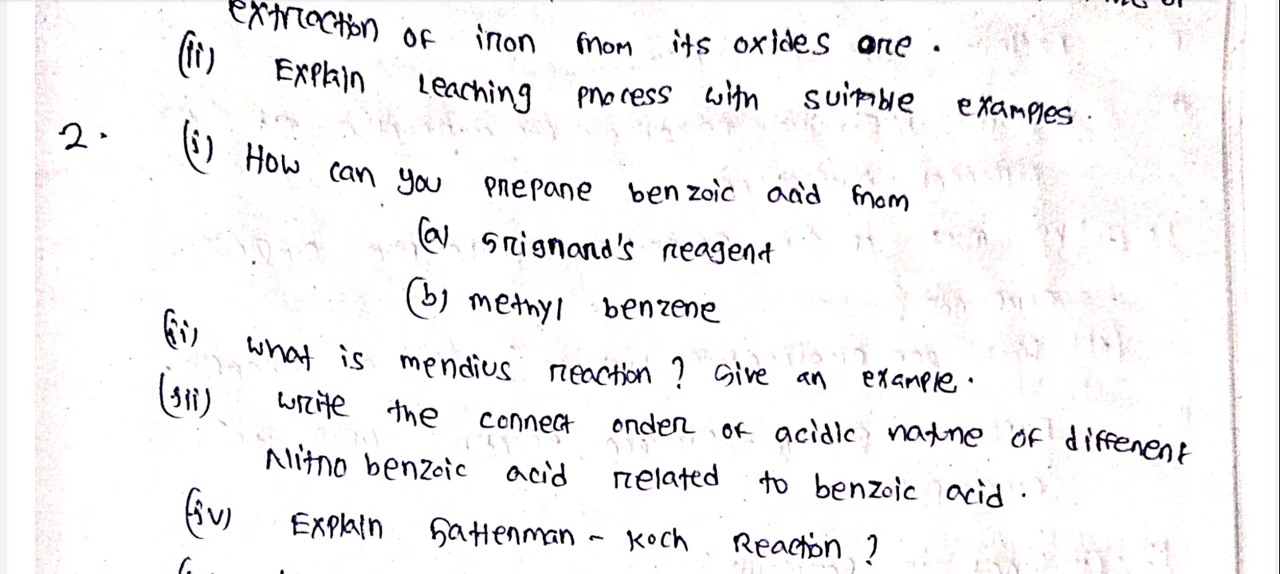 extraction of iron from its oxides are .
(ii) Explain Leaching process with suitable examples.
2. (i) How can you prepare benzoic acid from
(a) Grignard's reagent
(b) methyl benzene
(ii) what is mendius reaction ? Give an example.
(iii) write the correct order of acidic natne of different
Nitro benzoic acid related to benzoic acid .
(iv) Explain Gatterman - Koch Reaction ?